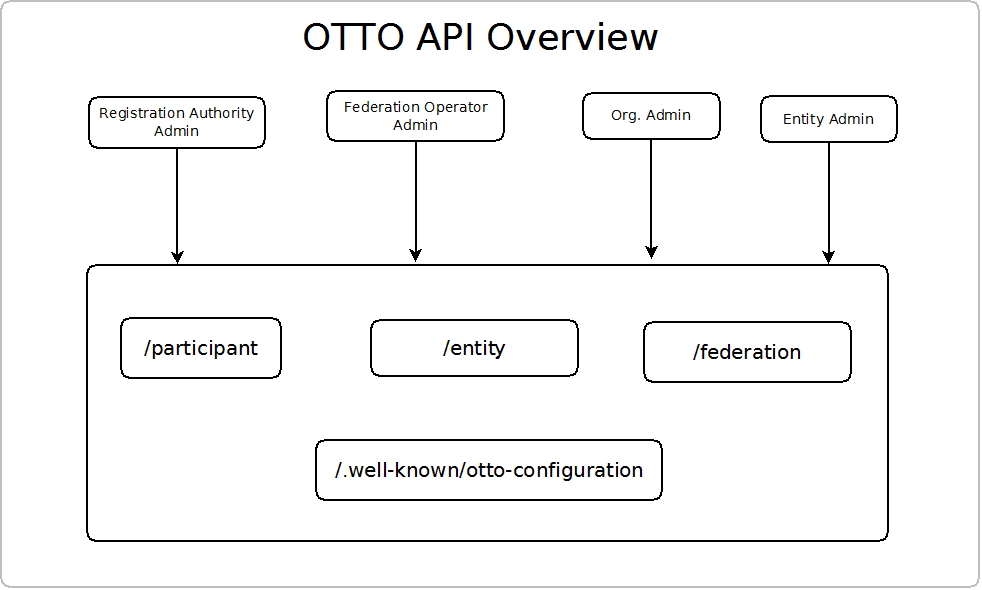 OTTO API Overview
Registration Authority
Admin
Federation Operator
Admin
Org. Admin
Entity Admin
/participant
/entity
/federation
/.well-known/otto-configuration